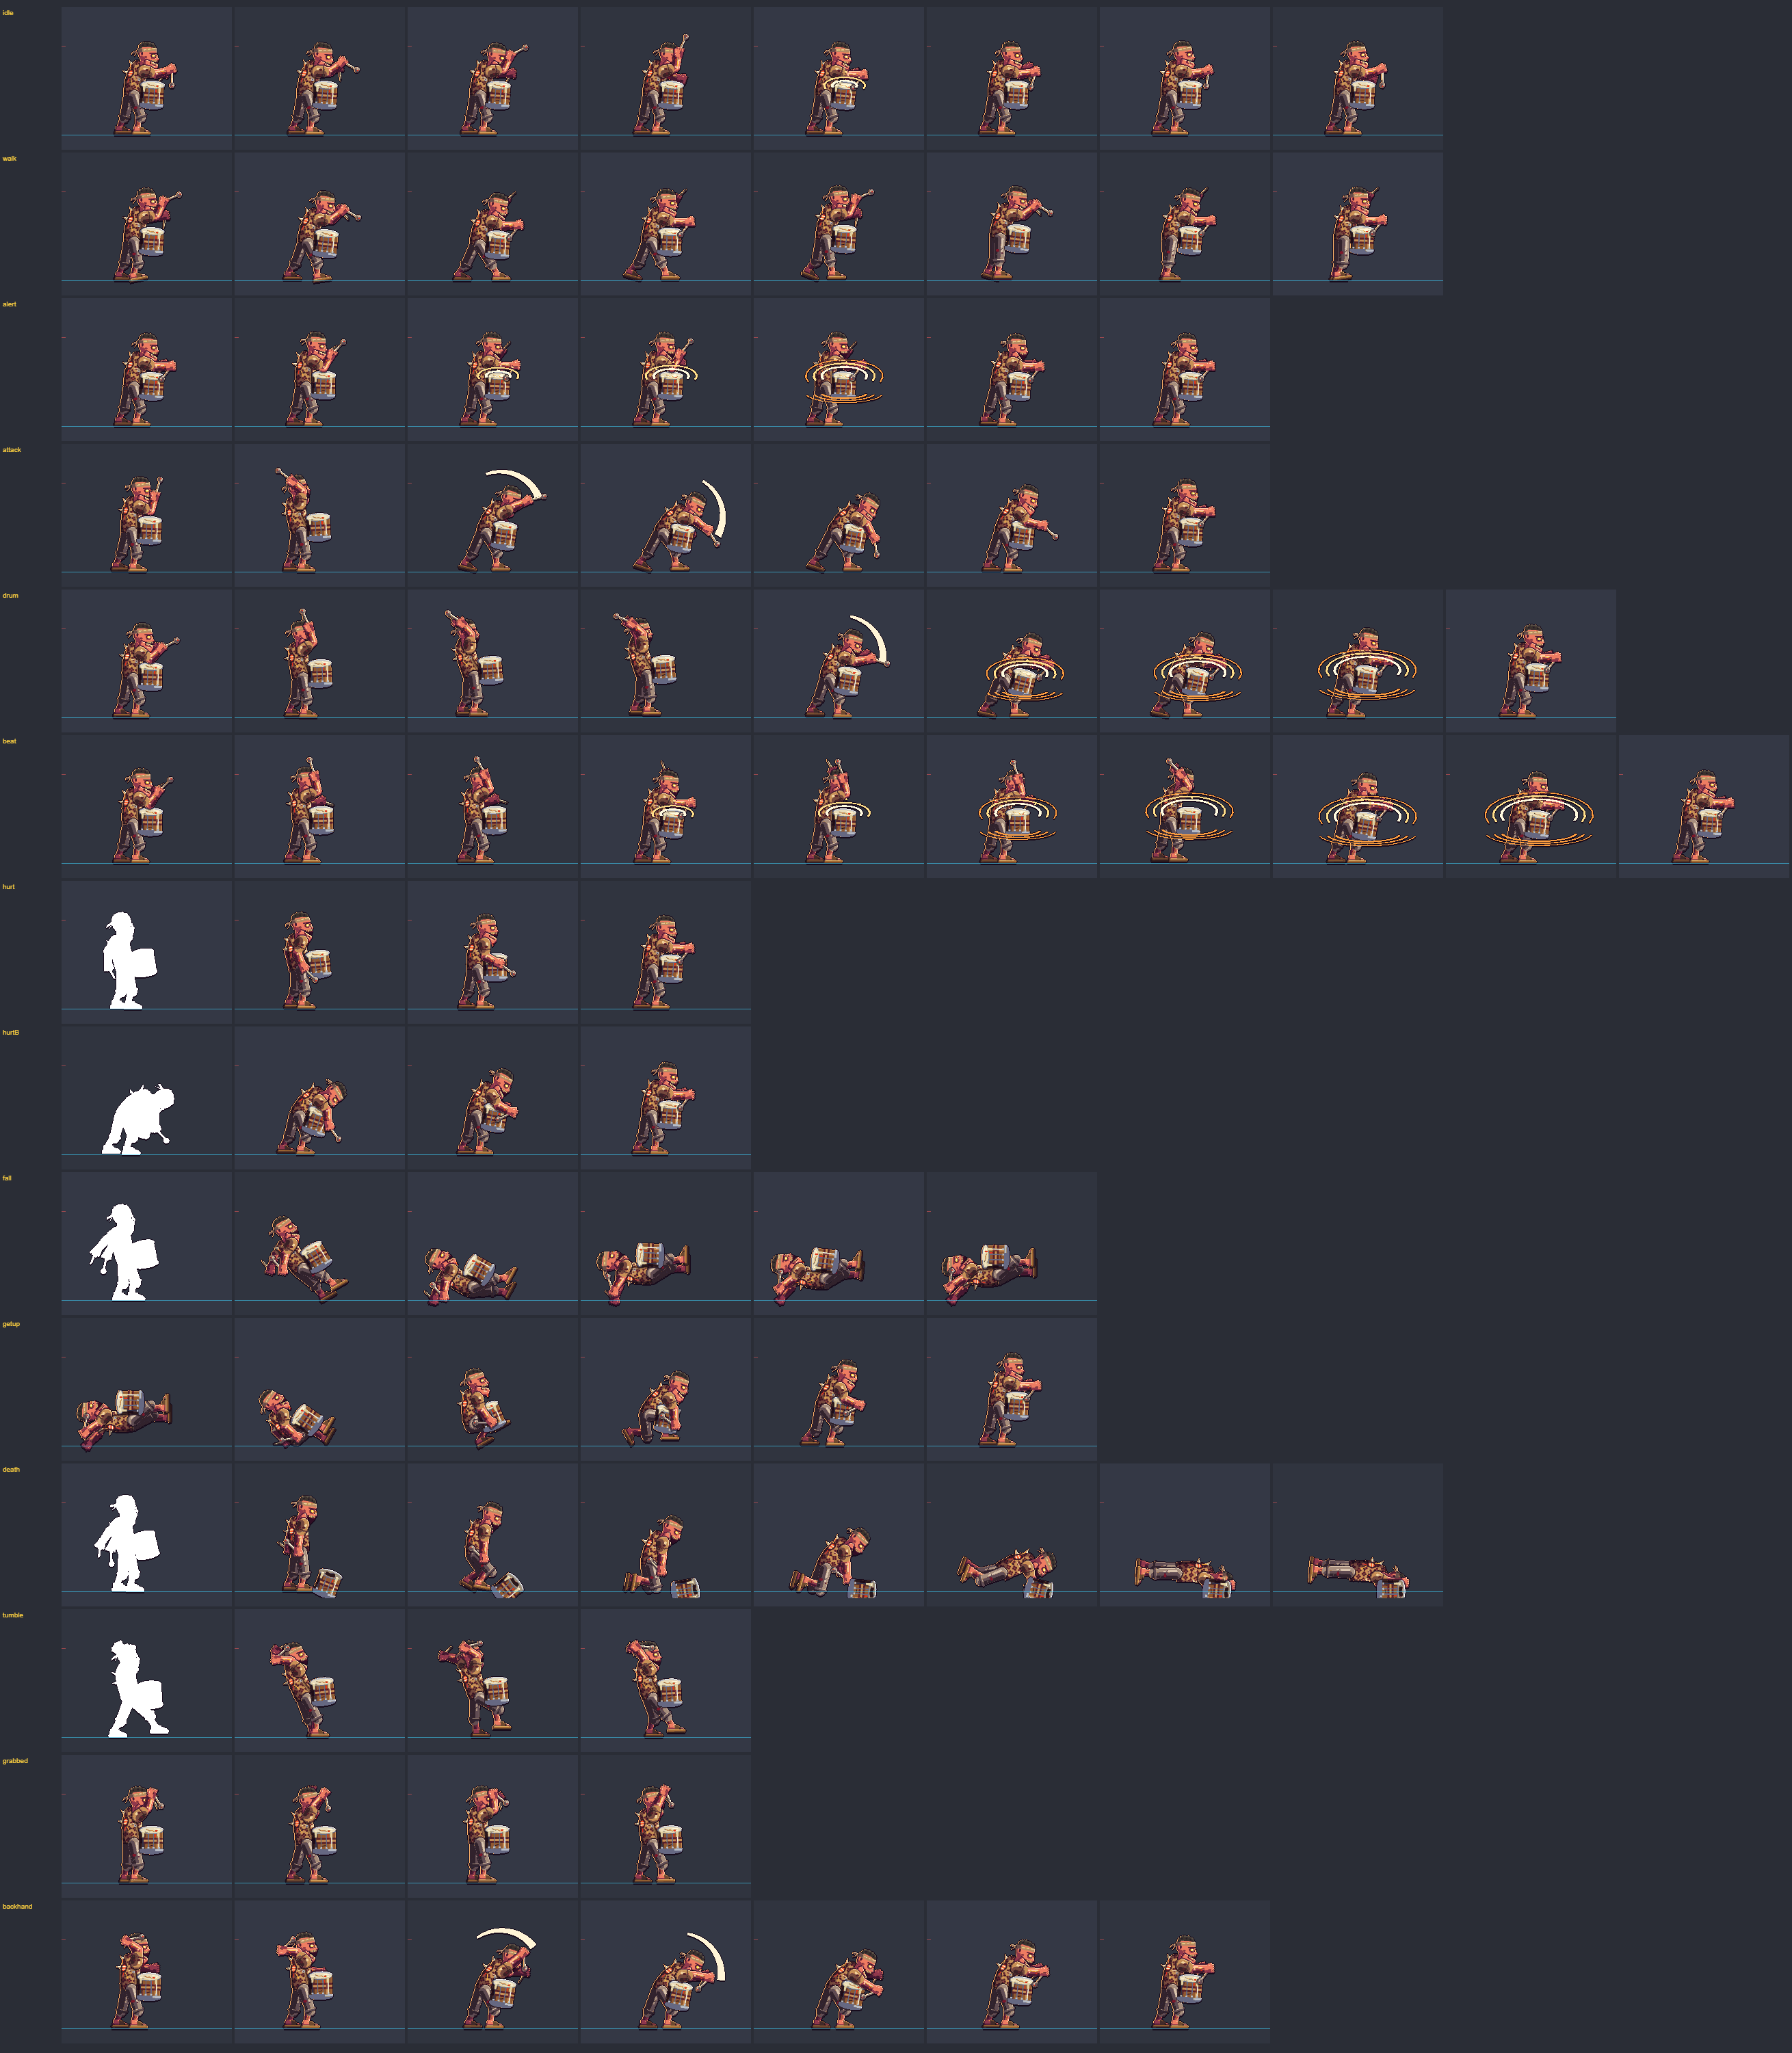 idle
walk
alert
attack
drum
beat
hurt
hurtB
fall
getup
death
tumble
grabbed
backhand